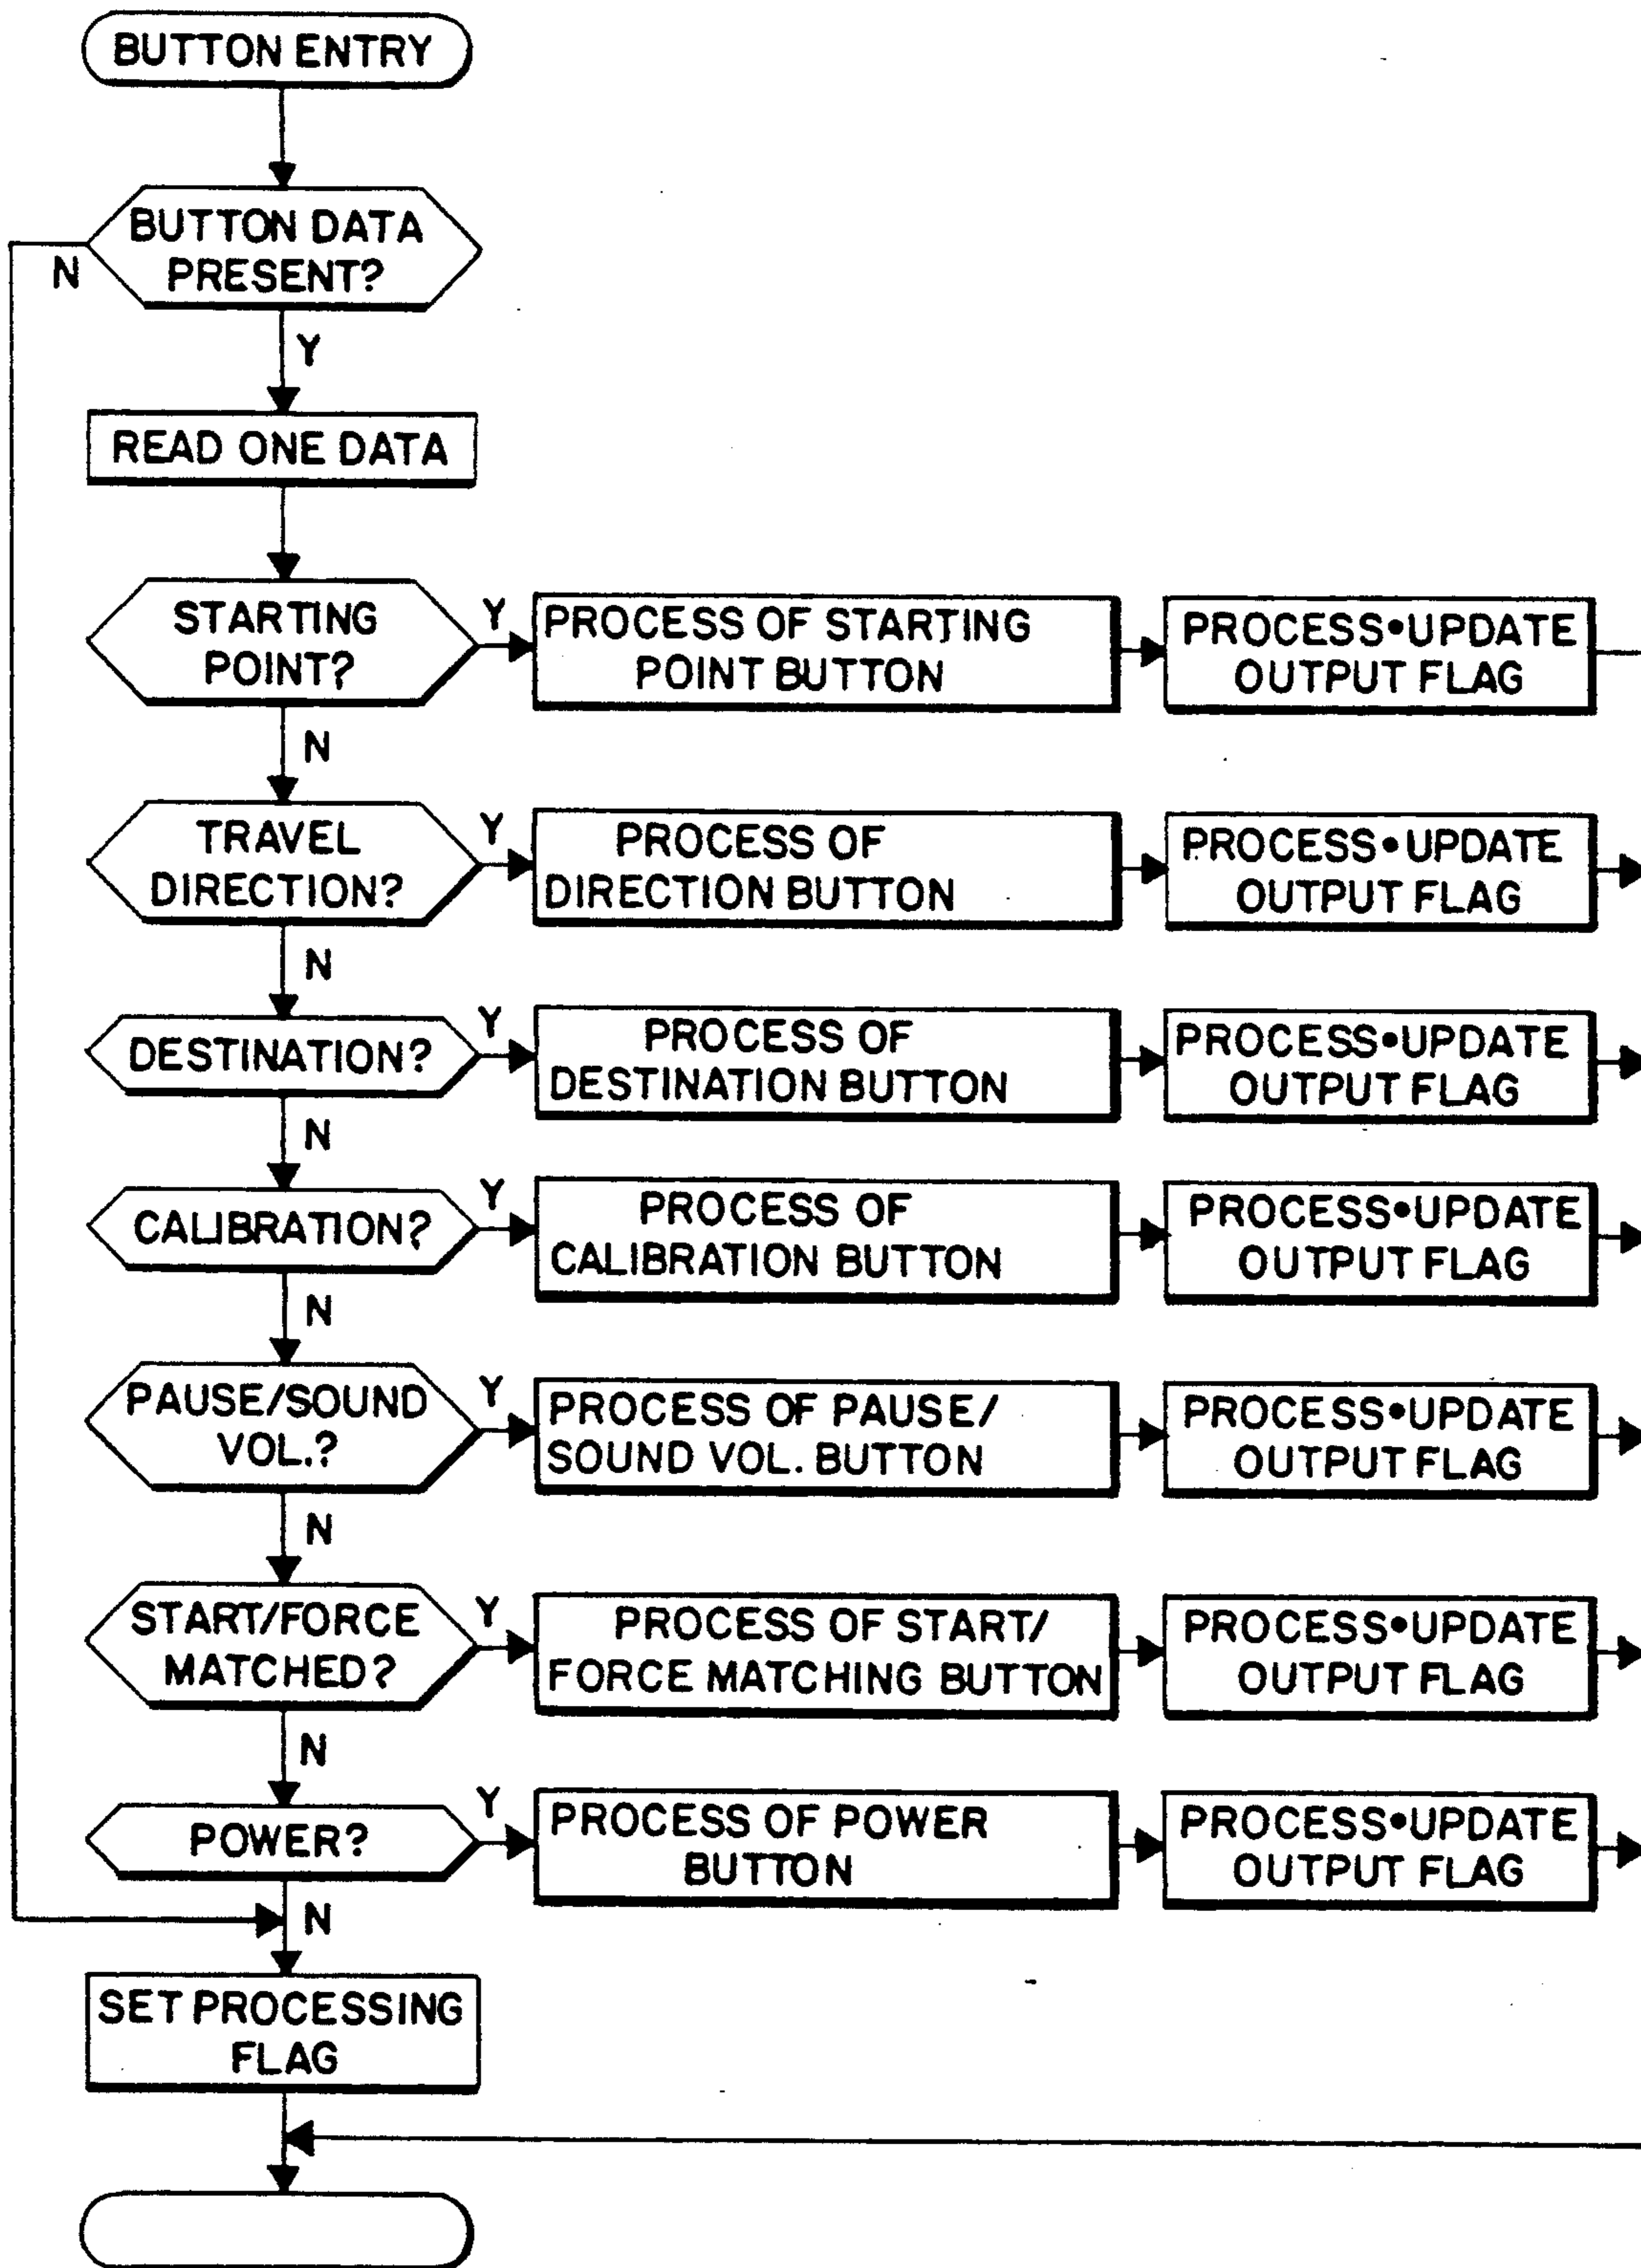 BUTTON ENTRY
BUTTON DATA
PRESENT?
N
Y
READ ONE DATA
STARTING
POINT?
Y
PROCESS OF STARTING
POINT BUTTON
PROCESS•UPDATE
OUTPUT FLAG
N
TRAVEL
DIRECTION?
Y
PROCESS OF
DIRECTION BUTTON
PROCESS•UPDATE
OUTPUT FLAG
N
DESTINATION?
Y
PROCESS OF
DESTINATION BUTTON
PROCESS•UPDATE
OUTPUT FLAG
N
CALIBRATION?
Y
PROCESS OF
CALIBRATION BUTTON
PROCESS•UPDATE
OUTPUT FLAG
N
PAUSE/SOUND
VOL.?
Y
PROCESS OF PAUSE/
SOUND VOL. BUTTON
PROCESS•UPDATE
OUTPUT FLAG
N
START/FORCE
MATCHED?
Y
PROCESS OF START/
FORCE MATCHING BUTTON
PROCESS•UPDATE
OUTPUT FLAG
N
POWER?
Y
PROCESS OF POWER
BUTTON
PROCESS•UPDATE
OUTPUT FLAG
N
SET PROCESSING
FLAG